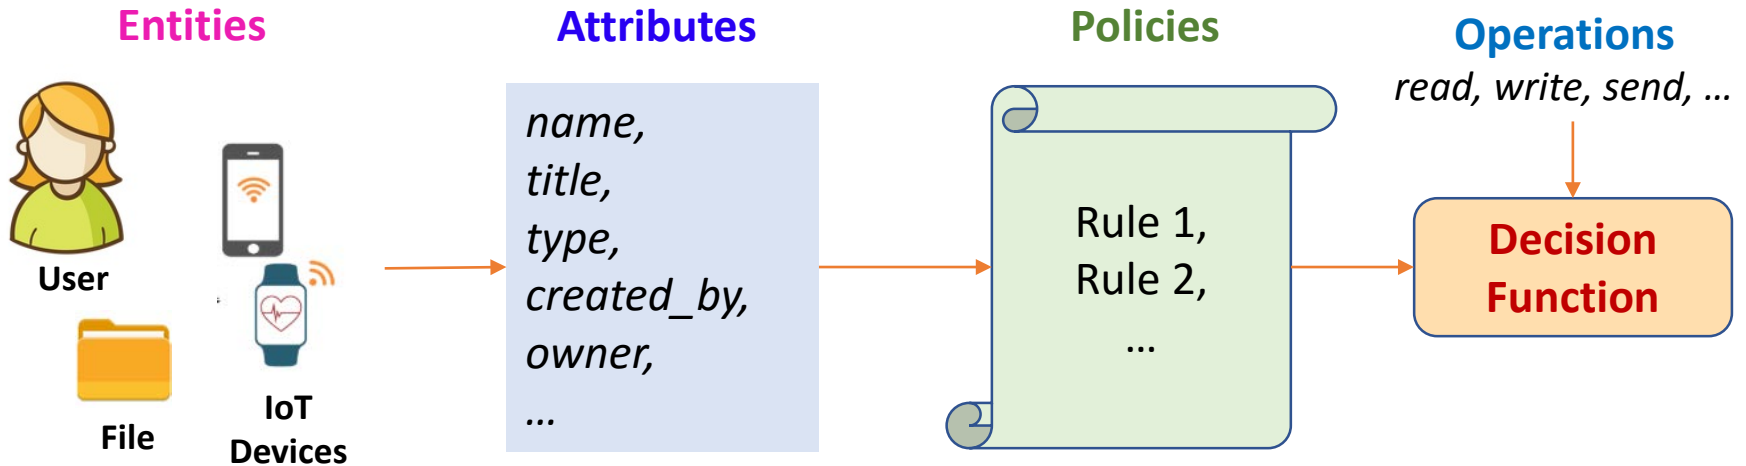 Entities
User
File
IoT
Devices
Attributes
name,
title,
type,
created_by,
owner,
...
Policies
Rule 1,
Rule 2,
...
Operations
read, write, send, ...
Decision
Function